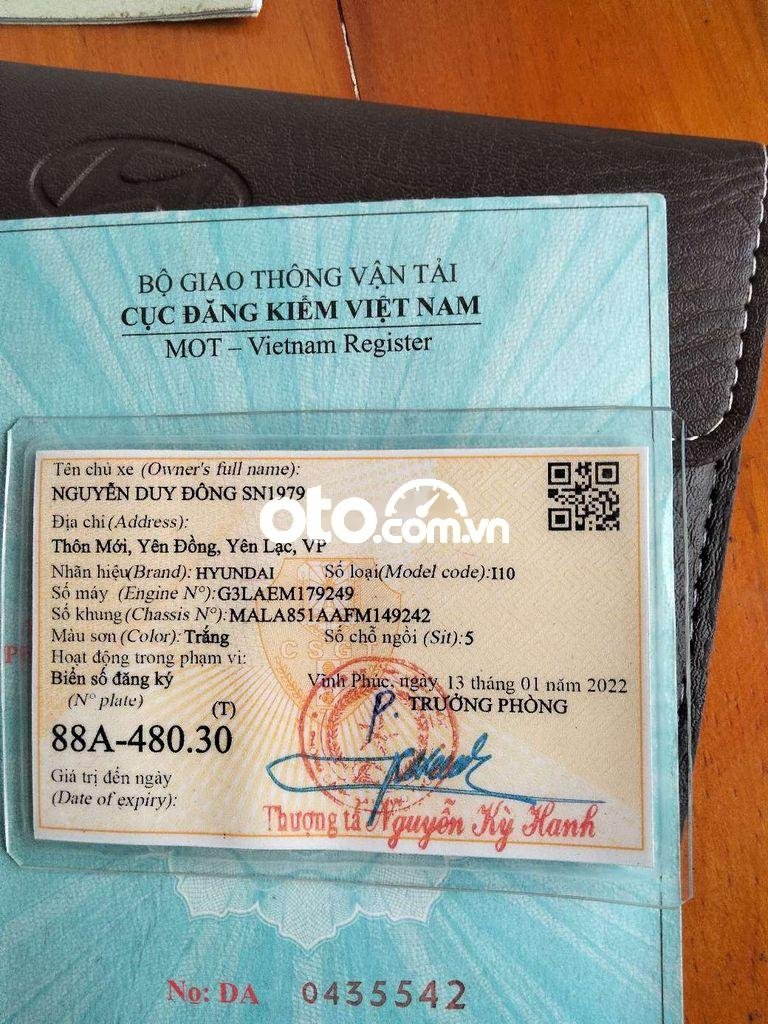 BỘ GIAO THÔNG VẬN TẢI
CỤC ĐĂNG KIỂM VIỆT NAM
MOT – Vietnam Register
Tên chủ xe (Owner's full name):
NGUYỄN DUY ĐÔNG SN1979
Địa chỉ (Address):
Thôn Mới, Yên Đồng, Yên Lạc, VP
oto.com.vn
Nhãn hiệu (Brand): HYUNDAI Số loại (Model code): I10
Số máy (Engine N°): G3LAEM179249
Số khung (Chassis N°): MALA851AAFM149242
Màu sơn (Color): Trắng Số chỗ ngồi (Sit): 5
CSGT
Hoạt động trong phạm vi:
Biển số đăng ký Vĩnh Phúc, ngày 13 tháng 01 năm 2022
(N° plate) (T) P. TRƯỞNG PHÒNG
88A-480.30
Giá trị đến ngày
(Date of expiry):
Thượng tá Nguyễn Kỳ Hanh
No: DA 0435542